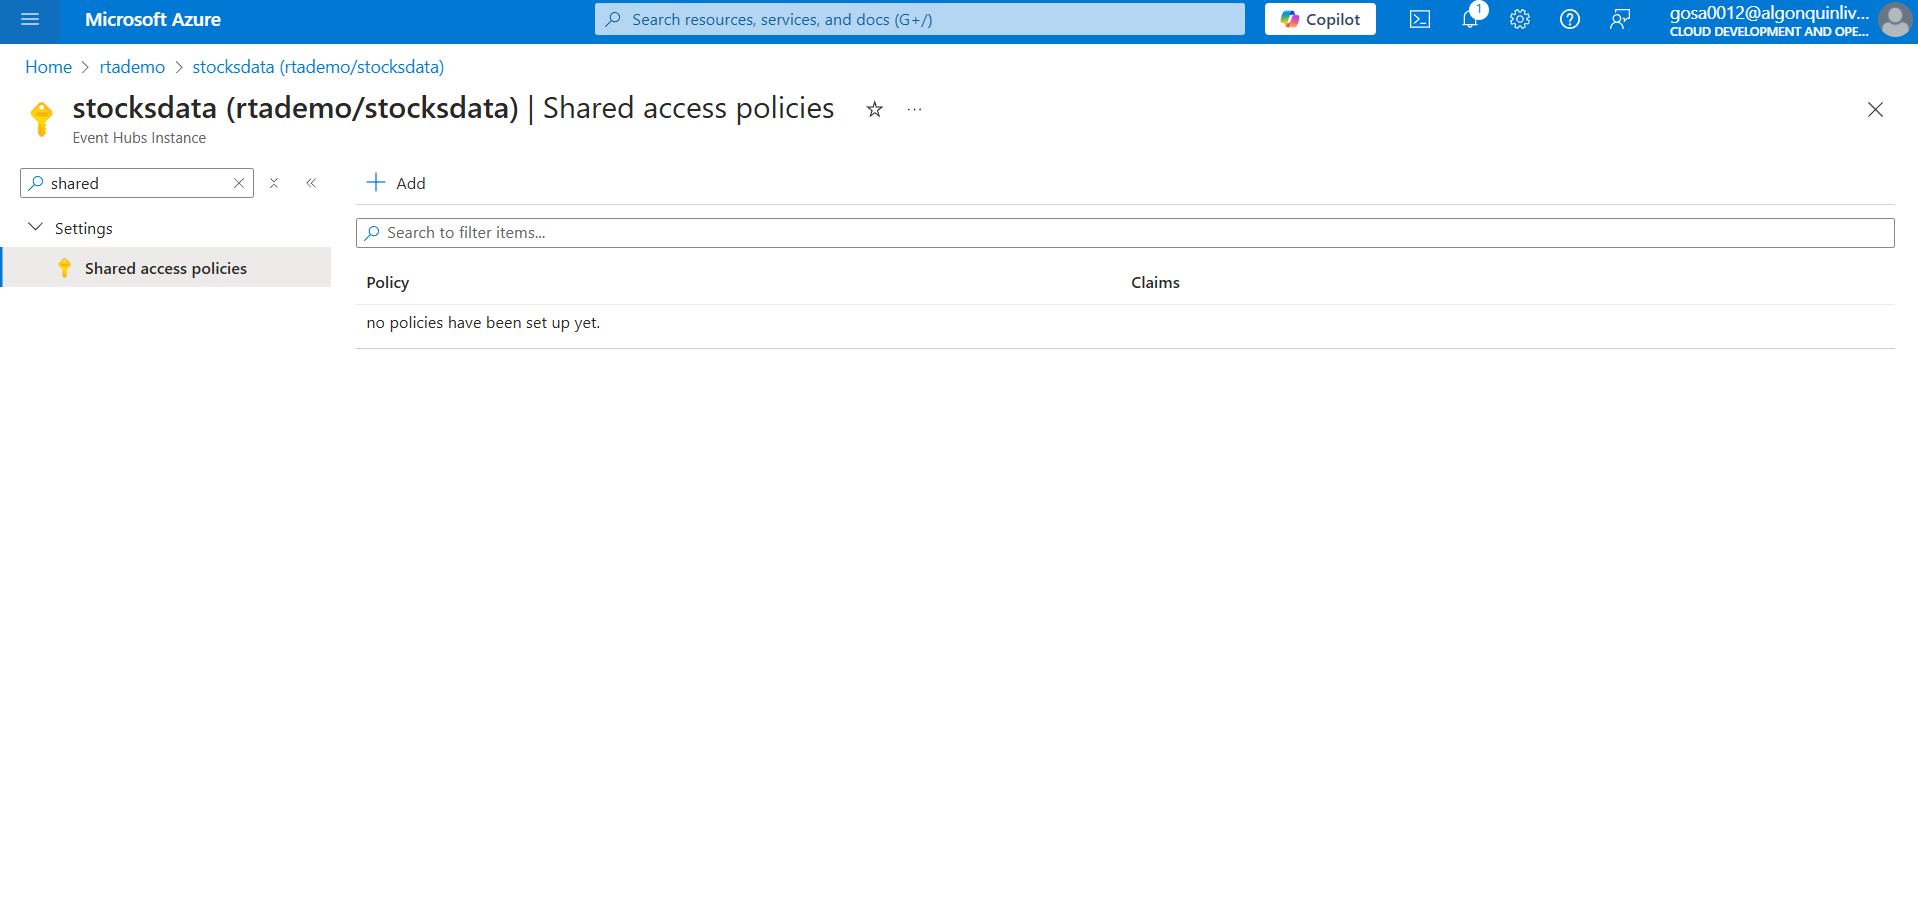 Microsoft Azure
Search resources, services, and docs (G+/)
Copilot
1
gosa0012@algonquinliv...
CLOUD DEVELOPMENT AND OPE...
Home > rtademo > stocksdata (rtademo/stocksdata)
stocksdata (rtademo/stocksdata) | Shared access policies
Event Hubs Instance
shared
Add
Settings
Search to filter items...
Shared access policies
Policy Claims
no policies have been set up yet.